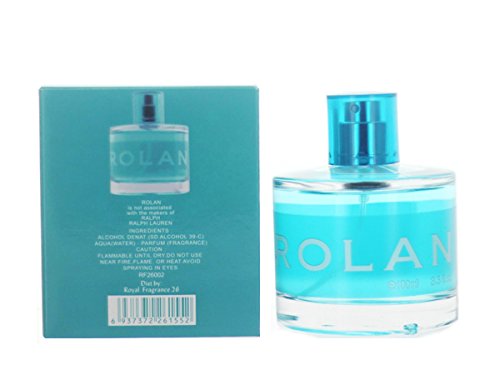 ROLAN
ROLAN
is not associated
with the makers of
RALPH
RALPH LAUREN
INGREDIENTS
ALCOHOL DENAT (SD ALCOHOL 39-C)
AQUA(WATER) - PARFUM (FRAGRANCE)
CAUTION
FLAMMABLE UNTIL DRY.DO NOT USE
NEAR FIRE,FLAME. OR HEAT AVOID
SPRAYING IN EYES.
RF26002
Dist by:
Royal Fragrance 26
6 937372 261552
ROLAN
e100ml